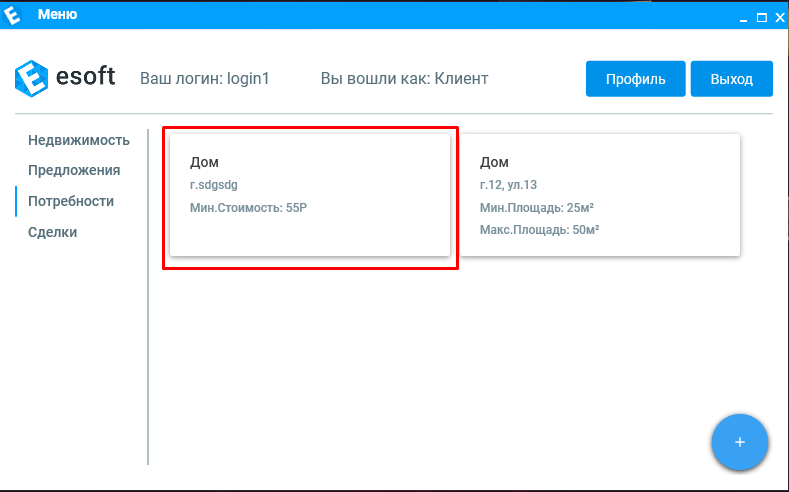 Меню
esoft
Ваш логин: login1
Вы вошли как: Клиент
Профиль
Выход
Недвижимость
Предложения
Потребности
Сделки
Дом
г.sdgsdg
Мин.Стоимость: 55Р
Дом
г.12, ул.13
Мин.Площадь: 25м²
Макс.Площадь: 50м²
+